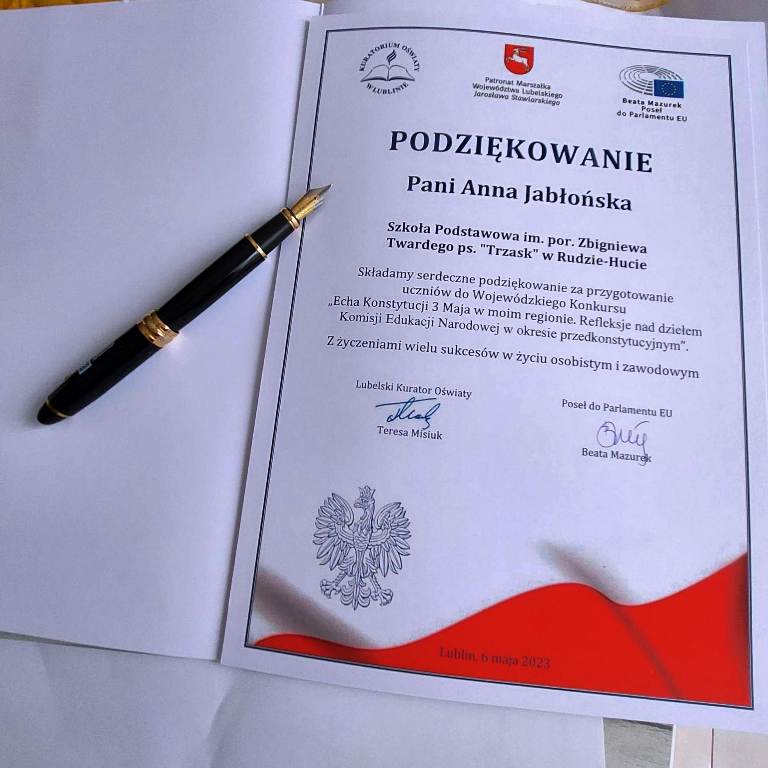 KURATORIUM OŚWIATY
W LUBLINIE
Patronat Marszałka
Województwa Lubelskiego
Jarosława Stawiarskiego
Beata Mazurek
Poseł
do Parlamentu EU
PODZIĘKOWANIE
Pani Anna Jabłońska
Szkoła Podstawowa im. por. Zbigniewa
Twardego ps. "Trzask" w Rudzie-Hucie
Składamy serdeczne podziękowanie za przygotowanie
uczniów do Wojewódzkiego Konkursu
„Echa Konstytucji 3 Maja w moim regionie. Refleksje nad dziełem
Komisji Edukacji Narodowej w okresie przedkonstytucyjnym”.
Z życzeniami wielu sukcesów w życiu osobistym i zawodowym
Lubelski Kurator Oświaty
Teresa Misiuk
Poseł do Parlamentu EU
Beata Mazurek
Lublin, 6 maja 2023